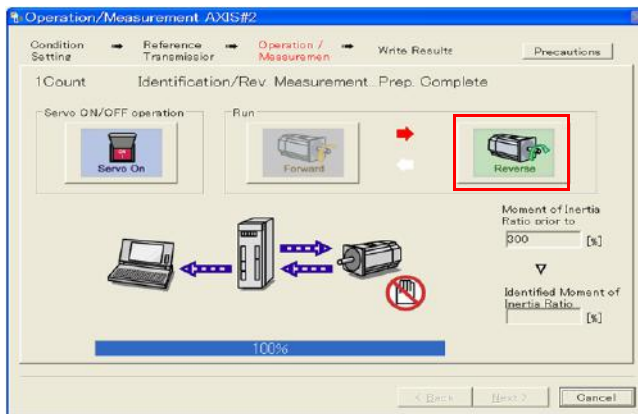 Operation/Measurement AXIS#2
Condition Setting
Reference Transmissior
Operation / Measuremen
Write Results
Precautions
1Count Identification/Rev. Measurement Prep. Complete
Servo ON/OFF operation
Run
Servo On
Forward
Reverse
Moment of Inertia
Ratio prior to
300 [%]
Identified Moment of
Inertia Ratio
[%]
100%
< Back
Next >
Cancel